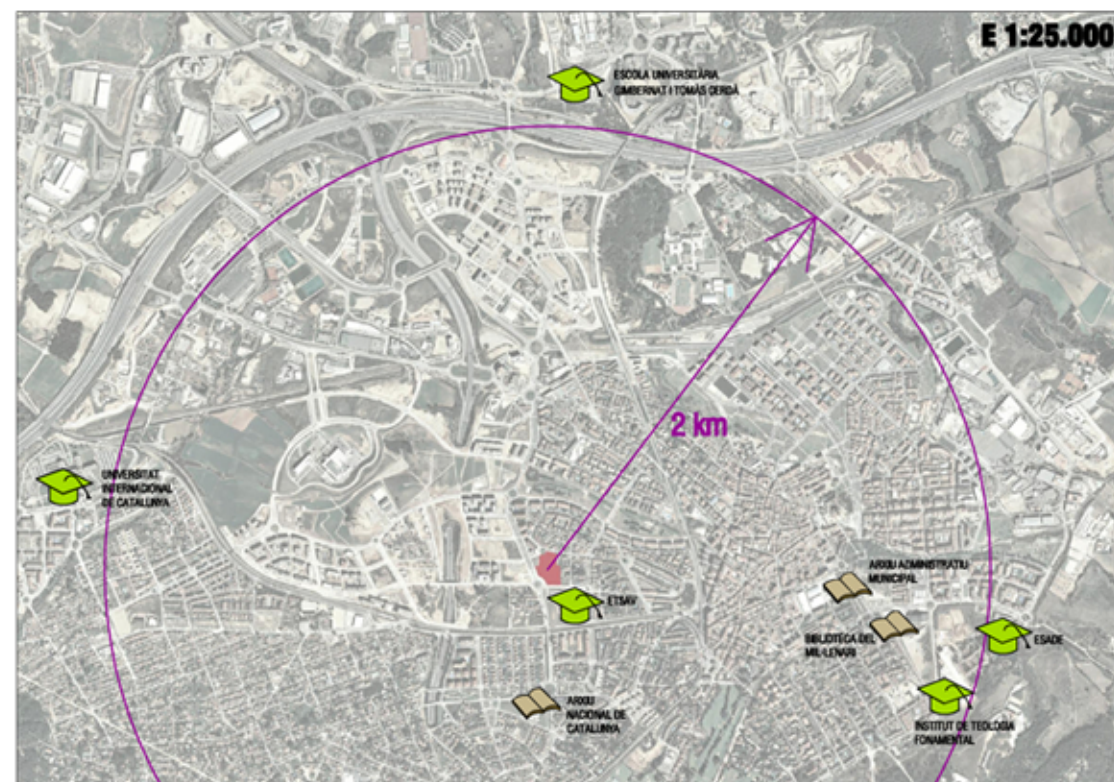 E 1:25.000
ESCOLA UNIVERSITÀRIA
GIMBERNAT I TOMÀS CERDÀ
2 km
UNIVERSITAT
INTERNACIONAL
DE CATALUNYA
ETSAV
ARXIU ADMINISTRATIU
MUNICIPAL
BIBLIOTECA DEL
MIL·LENARI
ESADE
ARXIU
NACIONAL DE
CATALUNYA
INSTITUT DE TEOLOGIA
FONAMENTAL